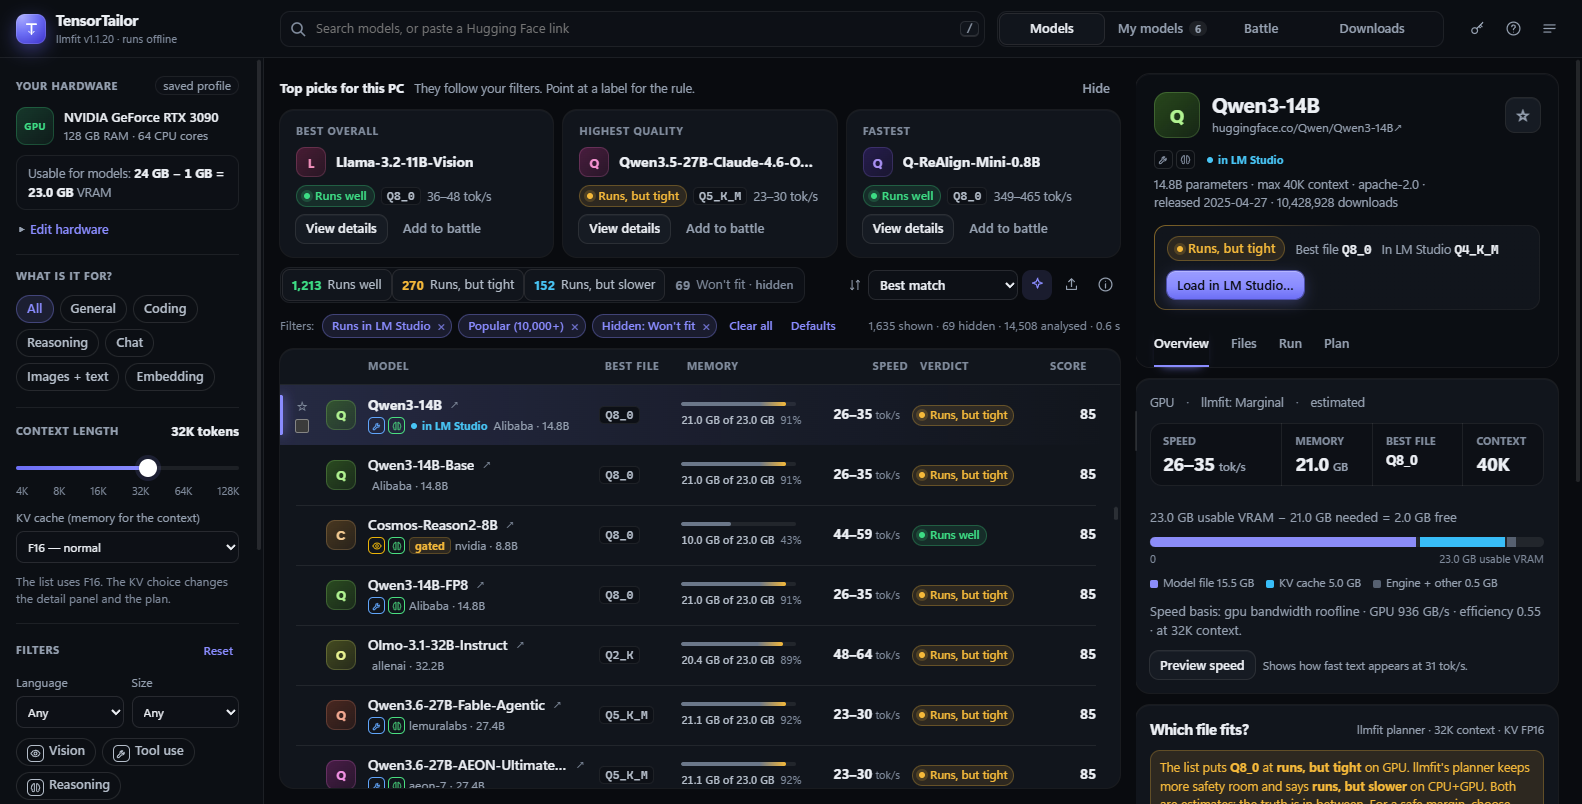 TensorTailor
llmfit v1.1.20 · runs offline
Search models, or paste a Hugging Face link
/
Models
My models 6
Battle
Downloads
YOUR HARDWARE
saved profile
GPU
NVIDIA GeForce RTX 3090
128 GB RAM · 64 CPU cores
Usable for models: 24 GB − 1 GB =
23.0 GB VRAM
▸ Edit hardware
WHAT IS IT FOR?
All
General
Coding
Reasoning
Chat
Images + text
Embedding
CONTEXT LENGTH
32K tokens
4K 8K 16K 32K 64K 128K
KV cache (memory for the context)
F16 — normal
The list uses F16. The KV choice changes
the detail panel and the plan.
FILTERS
Reset
Language
Size
Any
Any
Vision
Tool use
Reasoning
Top picks for this PC
They follow your filters. Point at a label for the rule.
Hide
BEST OVERALL
L
Llama-3.2-11B-Vision
Runs well
Q8_0
36–48 tok/s
View details
Add to battle
HIGHEST QUALITY
Q
Qwen3.5-27B-Claude-4.6-O...
Runs, but tight
Q5_K_M
23–30 tok/s
View details
Add to battle
FASTEST
Q
Q-ReAlign-Mini-0.8B
Runs well
Q8_0
349–465 tok/s
View details
Add to battle
1,213 Runs well
270 Runs, but tight
152 Runs, but slower
69 Won't fit · hidden
Best match
Filters:
Runs in LM Studio ×
Popular (10,000+) ×
Hidden: Won't fit ×
Clear all
Defaults
1,635 shown · 69 hidden · 14,508 analysed · 0.6 s
MODEL BEST FILE MEMORY SPEED VERDICT SCORE
Q
Qwen3-14B ↗
in LM Studio Alibaba · 14.8B
Q8_0
21.0 GB of 23.0 GB 91%
26–35 tok/s
Runs, but tight
85
Q
Qwen3-14B-Base ↗
Alibaba · 14.8B
Q8_0
21.0 GB of 23.0 GB 91%
26–35 tok/s
Runs, but tight
85
C
Cosmos-Reason2-8B ↗
gated nvidia · 8.8B
Q8_0
10.0 GB of 23.0 GB 43%
44–59 tok/s
Runs well
85
Q
Qwen3-14B-FP8 ↗
Alibaba · 14.8B
Q8_0
21.0 GB of 23.0 GB 91%
26–35 tok/s
Runs, but tight
85
O
Olmo-3.1-32B-Instruct ↗
allenai · 32.2B
Q2_K
20.4 GB of 23.0 GB 89%
48–64 tok/s
Runs, but tight
85
Q
Qwen3.6-27B-Fable-Agentic ↗
lemuralabs · 27.4B
Q5_K_M
21.1 GB of 23.0 GB 92%
23–30 tok/s
Runs, but tight
85
Q
Qwen3.6-27B-AEON-Ultimate... ↗
aeon-7 · 27.4B
Q5_K_M
21.1 GB of 23.0 GB 92%
23–30 tok/s
Runs, but tight
85
Q
Qwen3-14B
huggingface.co/Qwen/Qwen3-14B↗
in LM Studio
14.8B parameters · max 40K context · apache-2.0 ·
released 2025-04-27 · 10,428,928 downloads
Runs, but tight
Best file Q8_0
In LM Studio Q4_K_M
Load in LM Studio...
Overview
Files
Run
Plan
GPU · llmfit: Marginal · estimated
SPEED
26–35 tok/s
MEMORY
21.0 GB
BEST FILE
Q8_0
CONTEXT
40K
23.0 GB usable VRAM − 21.0 GB needed = 2.0 GB free
0
23.0 GB usable VRAM
Model file 15.5 GB
KV cache 5.0 GB
Engine + other 0.5 GB
Speed basis: gpu bandwidth roofline · GPU 936 GB/s · efficiency 0.55
· at 32K context.
Preview speed
Shows how fast text appears at 31 tok/s.
Which file fits?
llmfit planner · 32K context · KV FP16
The list puts Q8_0 at runs, but tight on GPU. llmfit's planner keeps
more safety room and says runs, but slower on CPU+GPU. Both
are estimates: the truth is in between. For a safe margin, choose